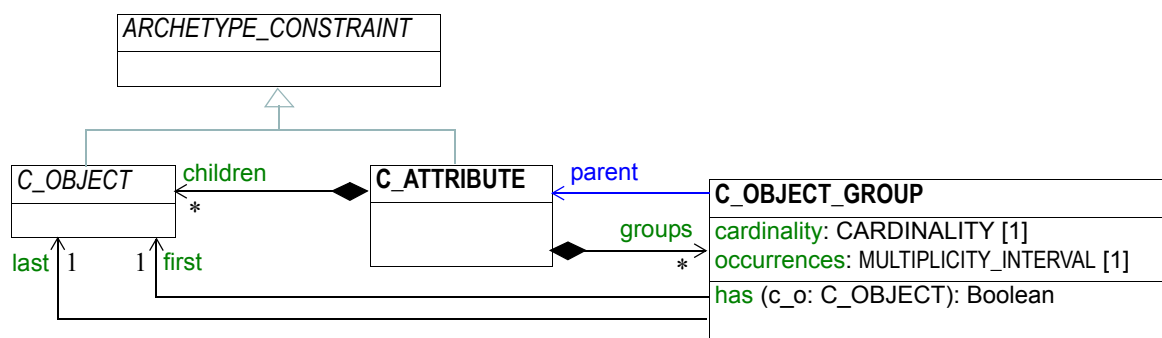 ARCHETYPE_CONSTRAINT
C_OBJECT
children
*
C_ATTRIBUTE
parent
C_OBJECT_GROUP
groups
*
cardinality: CARDINALITY [1]
occurrences: MULTIPLICITY_INTERVAL [1]
last 1
1 first
has (c_o: C_OBJECT): Boolean